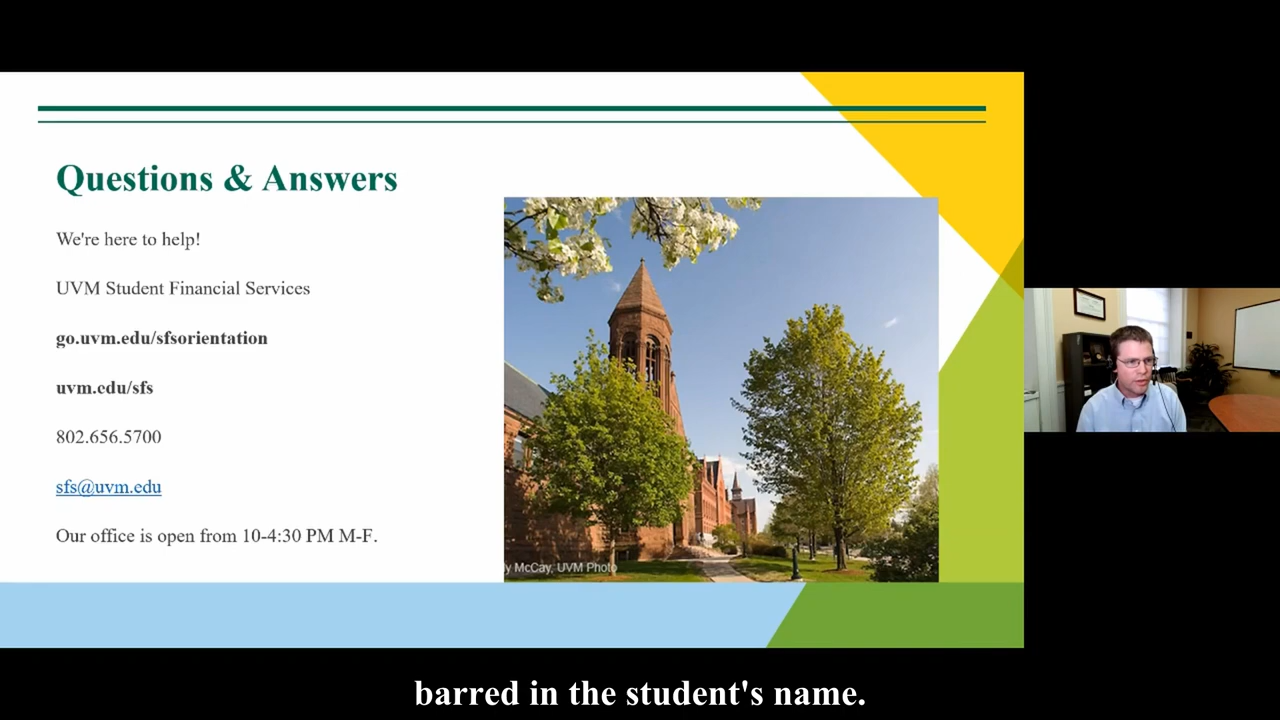 Questions & Answers
We're here to help!
UVM Student Financial Services
go.uvm.edu/sfsorientation
uvm.edu/sfs
802.656.5700
sfs@uvm.edu
Our office is open from 10-4:30 PM M-F.
y McCay, UVM Photo
barred in the student's name.